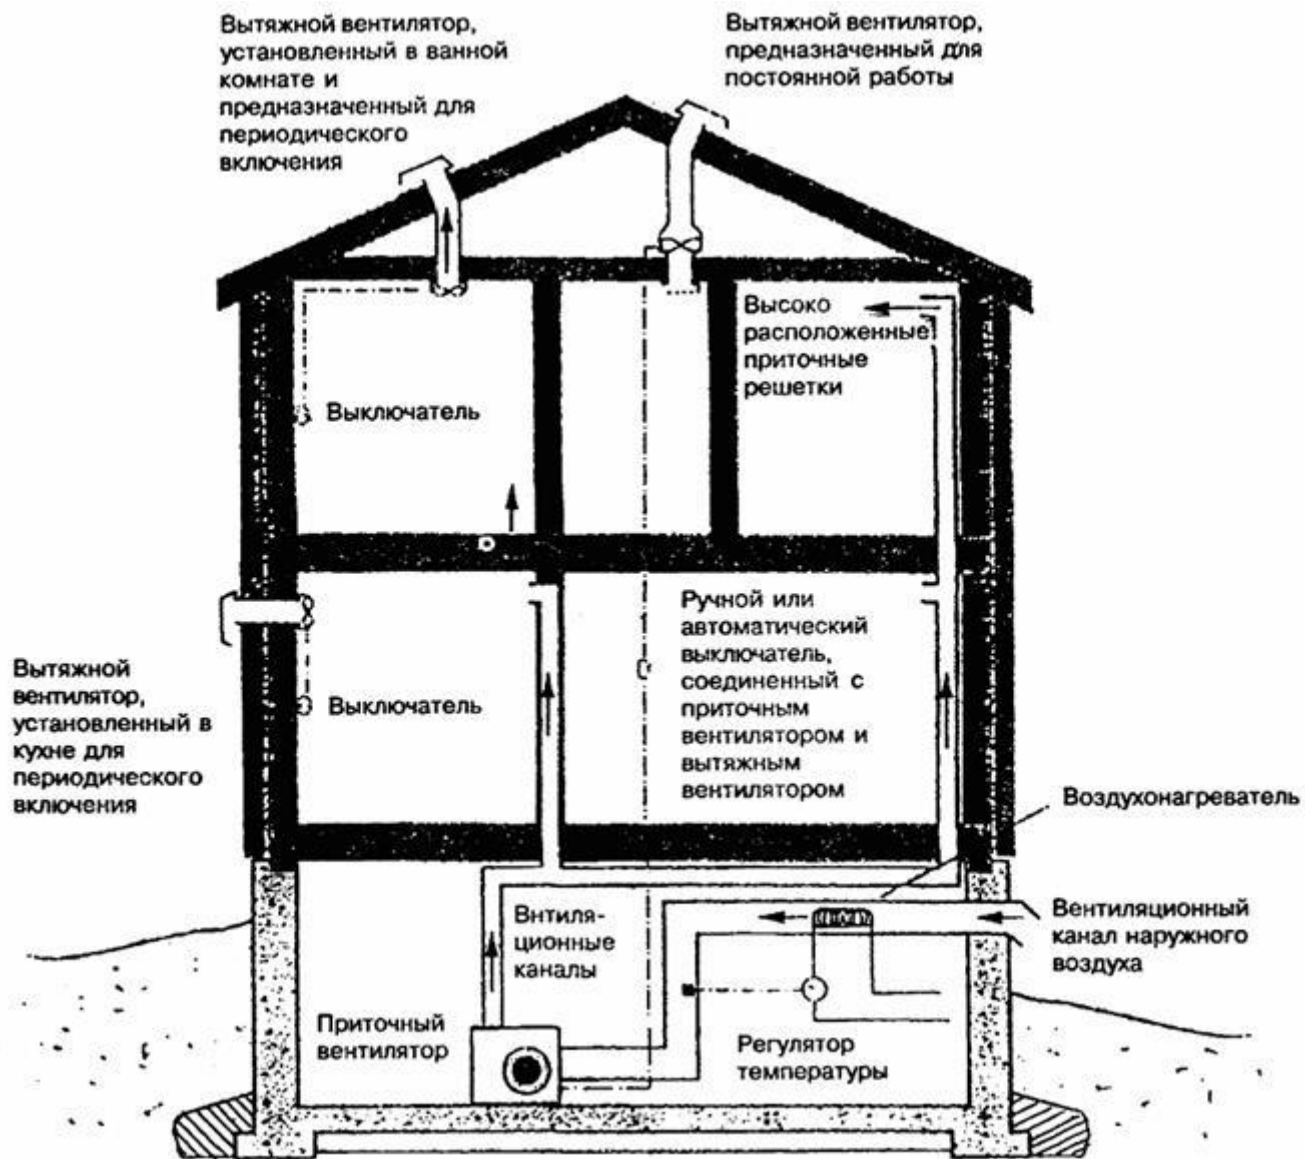 Вытяжной вентилятор,
установленный в ванной
комнате и
предназначенный для
периодического
включения
Вытяжной вентилятор,
предназначенный для
постоянной работы
Высоко
расположенные
приточные
решетки
Выключатель
Ручной или
автоматический
выключатель,
соединенный с
приточным
вентилятором и
вытяжным
вентилятором
Вытяжной
вентилятор,
установленный в
кухне для
периодического
включения
Выключатель
Воздухонагреватель
Внтиля-
ционные
каналы
Вентиляционный
канал наружного
воздуха
Приточный
вентилятор
Регулятор
температуры